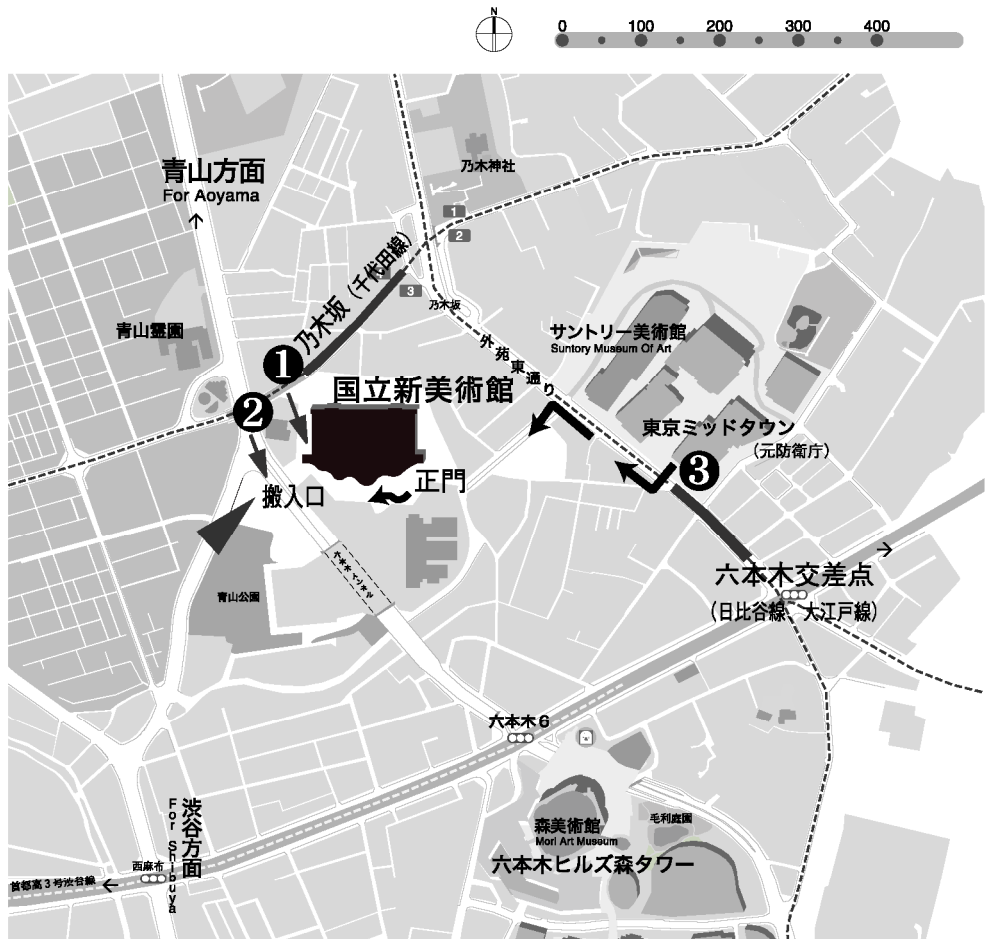 N
0 100 200 300 400
青山方面
For Aoyama
乃木神社
1
2
3
乃木坂（千代田線）
乃木坂
青山霊園
外苑東通り
サントリー美術館
Suntory Museum Of Art
1
国立新美術館
2
東京ミッドタウン
（元防衛庁）
3
正門
搬入口
六本木トンネル
六本木交差点
（日比谷線 大江戸線）
青山公園
六本木6
渋谷方面
For Shibuya
森美術館
Mori Art Museum
毛利庭園
六本木ヒルズ森タワー
西麻布
首都高3号渋谷線